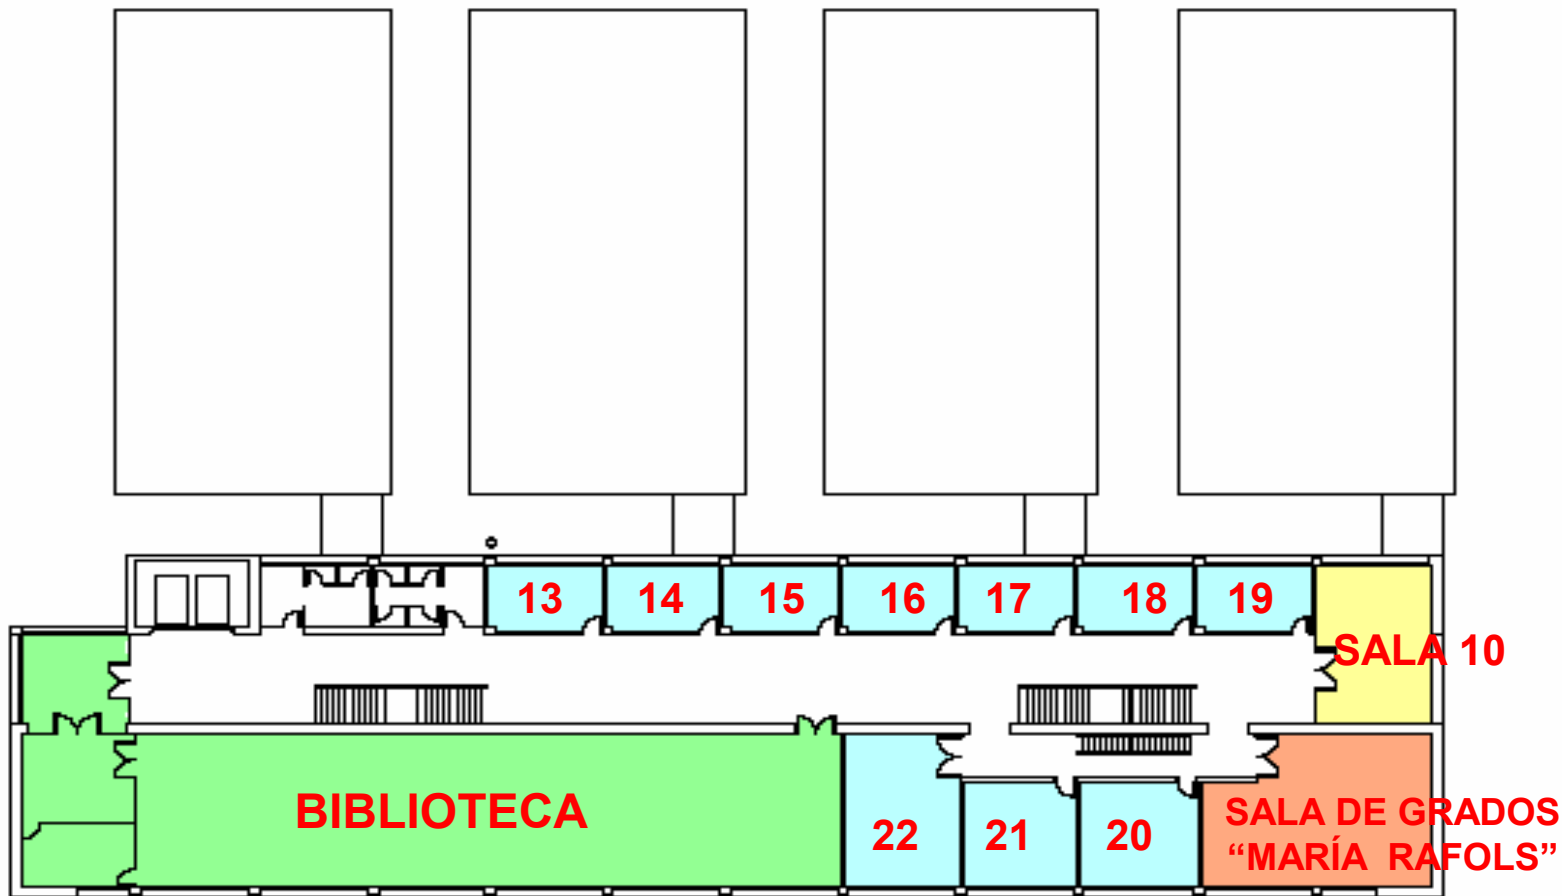 13 14 15 16 17 18 19
SALA 10
BIBLIOTECA
22 21 20
SALA DE GRADOS
“MARÍA RAFOLS”